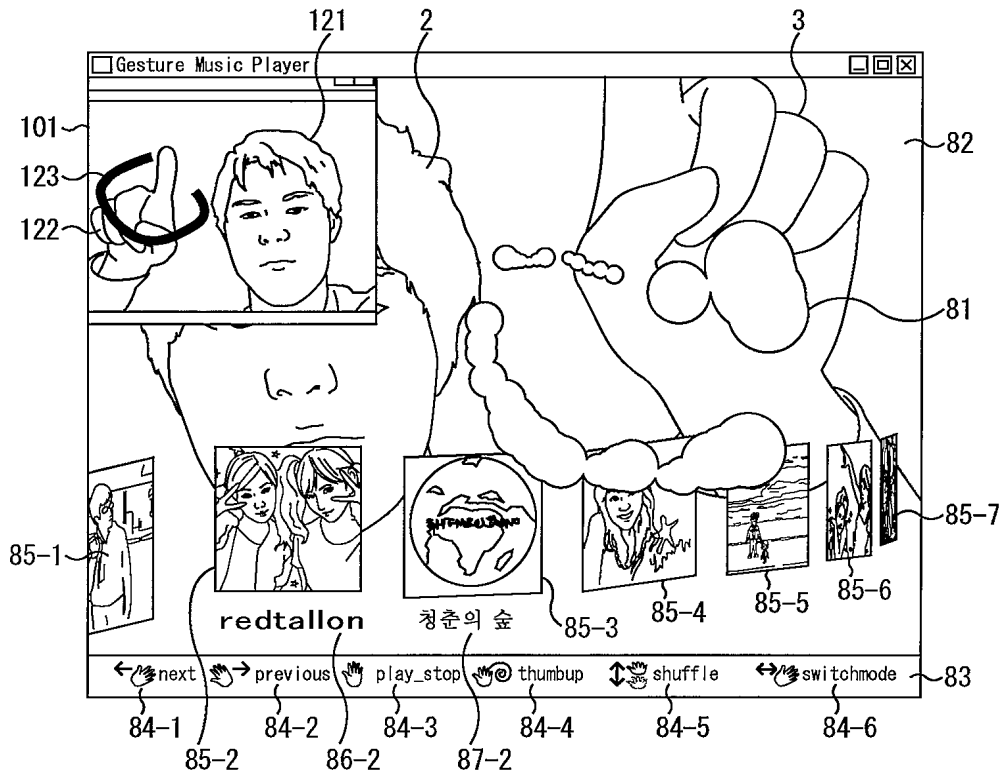 121 2 3
Gesture Music Player
101
82
123
122
81
85-1
85-7
85-6
85-5
85-4
85-3
redtallon 청춘의 숲
←next →previous play_stop thumbup ↕shuffle ↔switchmode 83
84-1 84-2 84-3 84-4 84-5 84-6
85-2 86-2 87-2